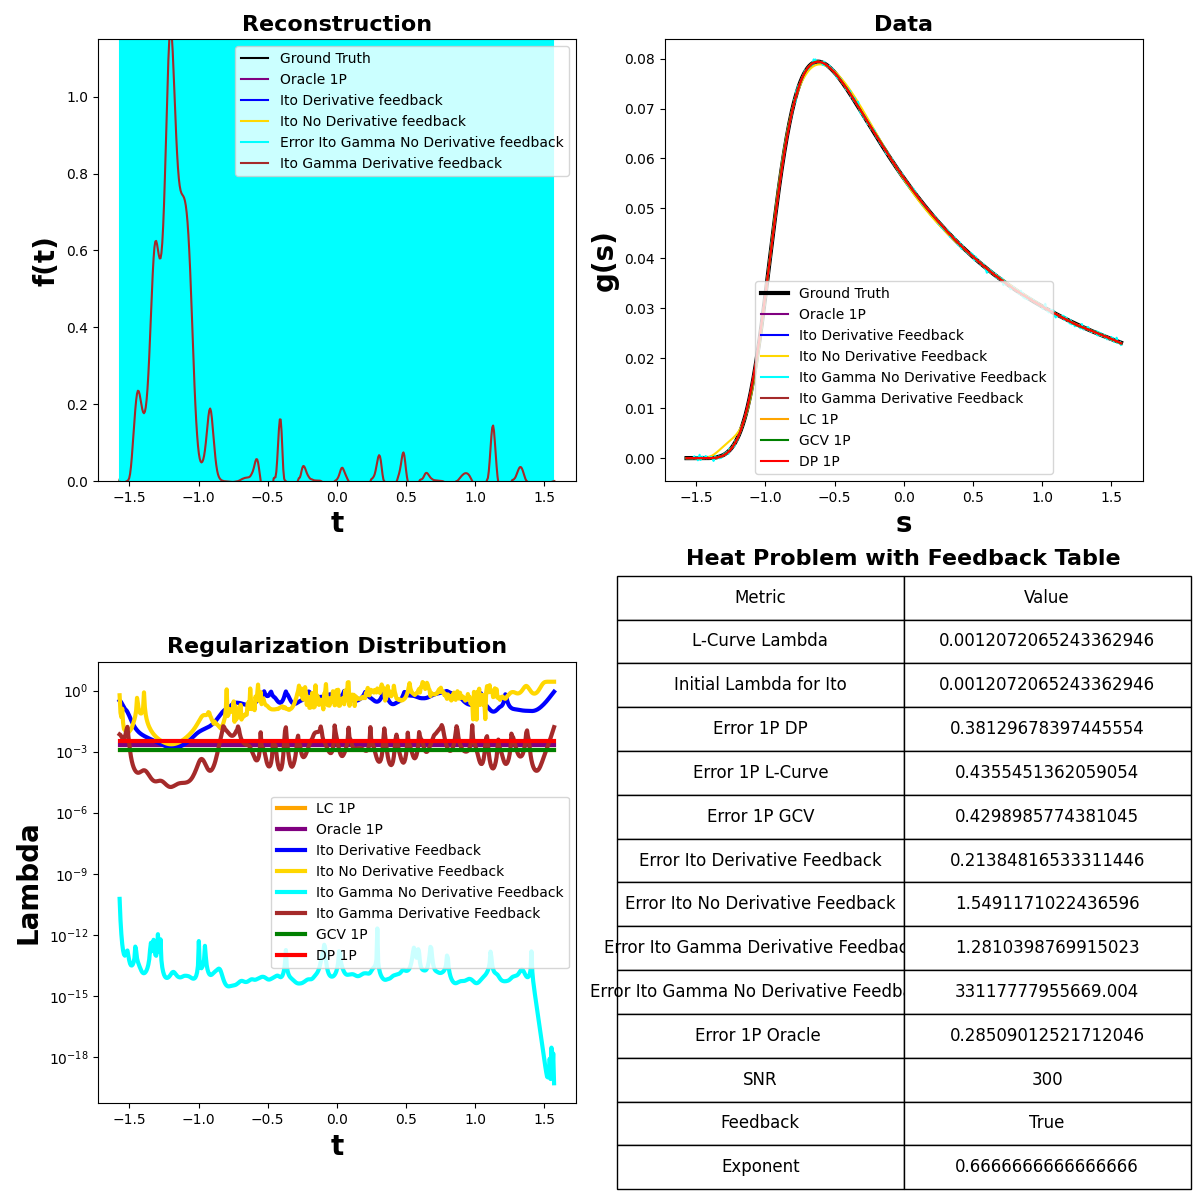 Reconstruction
1.0
0.8
0.6
0.4
0.2
0.0
f(t)
Ground Truth
Oracle 1P
Ito Derivative feedback
Ito No Derivative feedback
Error Ito Gamma No Derivative feedback
Ito Gamma Derivative feedback
−1.5 −1.0 −0.5 0.0 0.5 1.0 1.5
t
Data
0.08
0.07
0.06
0.05
0.04
0.03
0.02
0.01
0.00
g(s)
Ground Truth
Oracle 1P
Ito Derivative Feedback
Ito No Derivative Feedback
Ito Gamma No Derivative Feedback
Ito Gamma Derivative Feedback
LC 1P
GCV 1P
DP 1P
−1.5 −1.0 −0.5 0.0 0.5 1.0 1.5
s
Regularization Distribution
10⁰
10⁻³
10⁻⁶
10⁻⁹
10⁻¹²
10⁻¹⁵
10⁻¹⁸
Lambda
LC 1P
Oracle 1P
Ito Derivative Feedback
Ito No Derivative Feedback
Ito Gamma No Derivative Feedback
Ito Gamma Derivative Feedback
GCV 1P
DP 1P
−1.5 −1.0 −0.5 0.0 0.5 1.0 1.5
t
Heat Problem with Feedback Table
Metric Value
L-Curve Lambda 0.0012072065243362946
Initial Lambda for Ito 0.0012072065243362946
Error 1P DP 0.38129678397445554
Error 1P L-Curve 0.4355451362059054
Error 1P GCV 0.4298985774381045
Error Ito Derivative Feedback 0.21384816533311446
Error Ito No Derivative Feedback 1.5491171022436596
Error Ito Gamma Derivative Feedbac 1.2810398769915023
Error Ito Gamma No Derivative Feedb 33117777955669.004
Error 1P Oracle 0.28509012521712046
SNR 300
Feedback True
Exponent 0.6666666666666666